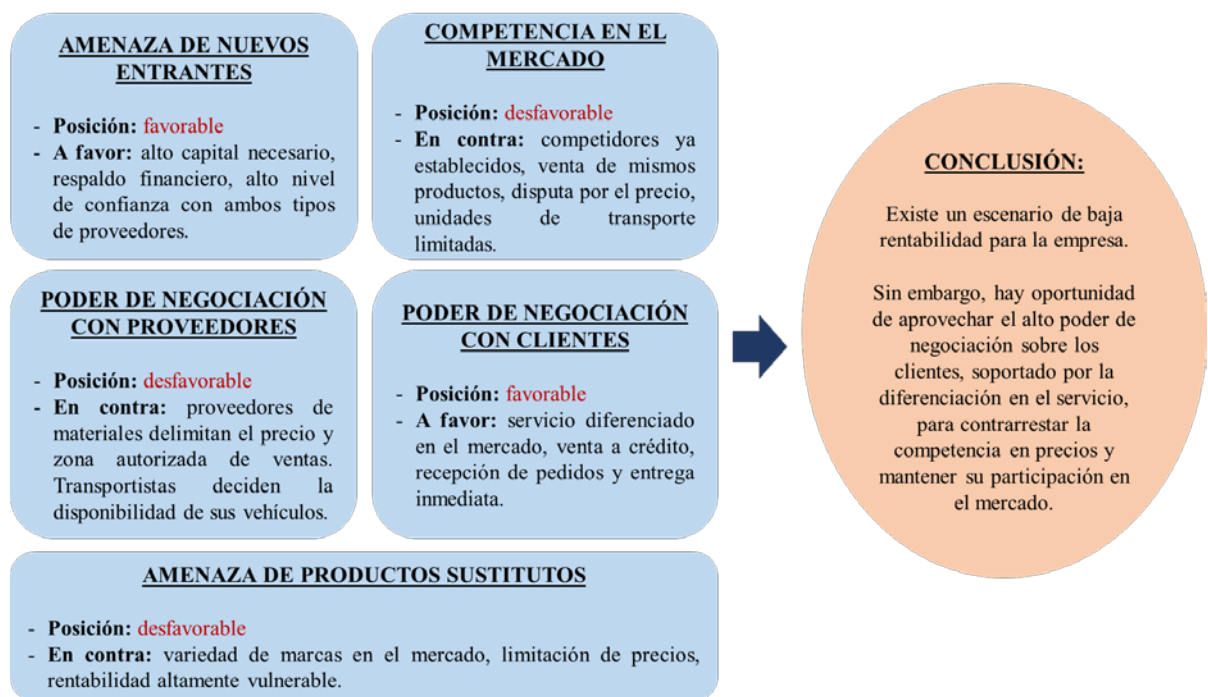 AMENAZA DE NUEVOS
ENTRANTES
- Posición: favorable
- A favor: alto capital necesario,
respaldo financiero, alto nivel
de confianza con ambos tipos
de proveedores.
COMPETENCIA EN EL
MERCADO
- Posición: desfavorable
- En contra: competidores ya
establecidos, venta de mismos
productos, disputa por el precio,
unidades de transporte
limitadas.
PODER DE NEGOCIACIÓN
CON PROVEEDORES
- Posición: desfavorable
- En contra: proveedores de
materiales delimitan el precio y
zona autorizada de ventas.
Transportistas deciden la
disponibilidad de sus vehículos.
PODER DE NEGOCIACIÓN
CON CLIENTES
- Posición: favorable
- A favor: servicio diferenciado
en el mercado, venta a crédito,
recepción de pedidos y entrega
inmediata.
AMENAZA DE PRODUCTOS SUSTITUTOS
- Posición: desfavorable
- En contra: variedad de marcas en el mercado, limitación de precios,
rentabilidad altamente vulnerable.
CONCLUSIÓN:
Existe un escenario de baja
rentabilidad para la empresa.
Sin embargo, hay oportunidad
de aprovechar el alto poder de
negociación sobre los
clientes, soportado por la
diferenciación en el servicio,
para contrarrestar la
competencia en precios y
mantener su participación en
el mercado.